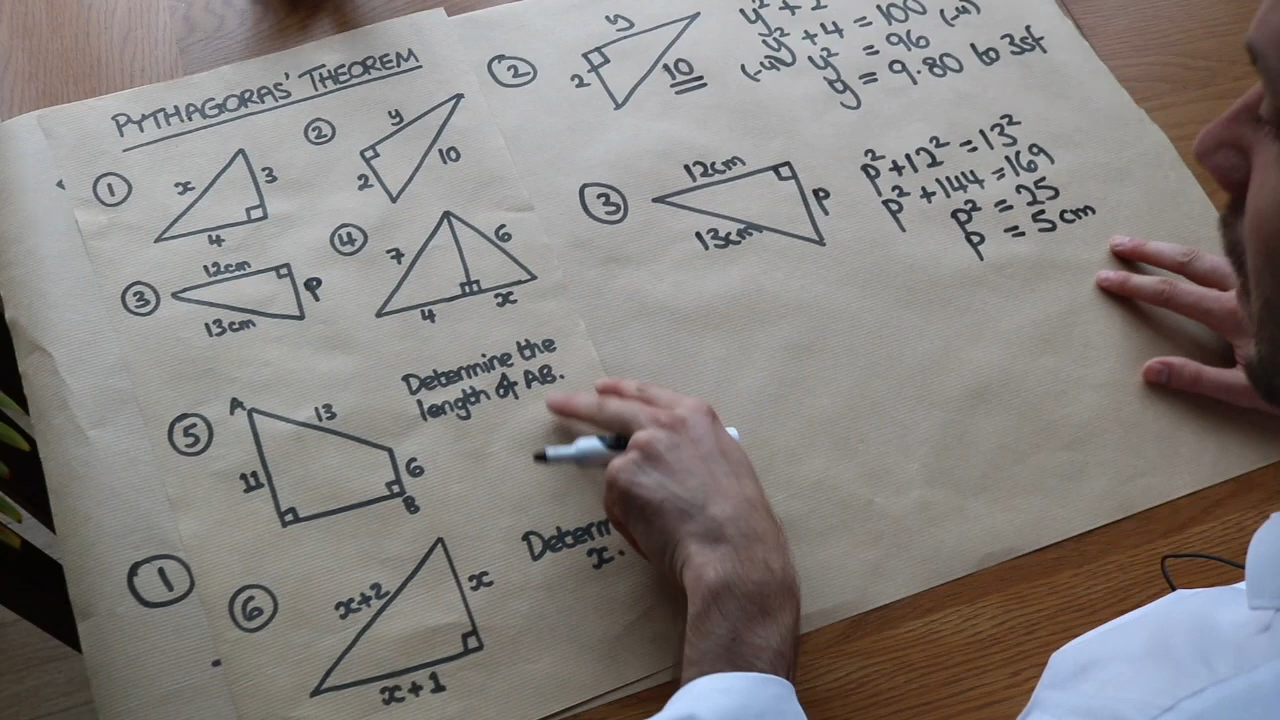 PYTHAGORAS' THEOREM
①
x
3
4
②
y
2
10
③
12cm
P
13cm
④
7
6
4
x
⑤
A
13
11
6
B
Determine the
length of AB.
①
⑥
x+2
x
x+1
x.
②
y
2
10
+4 = 100
(-4) y² = 96 (-4)
y = 9.80 to 3sf
③
12cm
P
13cm
p²+12² = 13²
p² + 144 = 169
p² = 25
p = 5cm